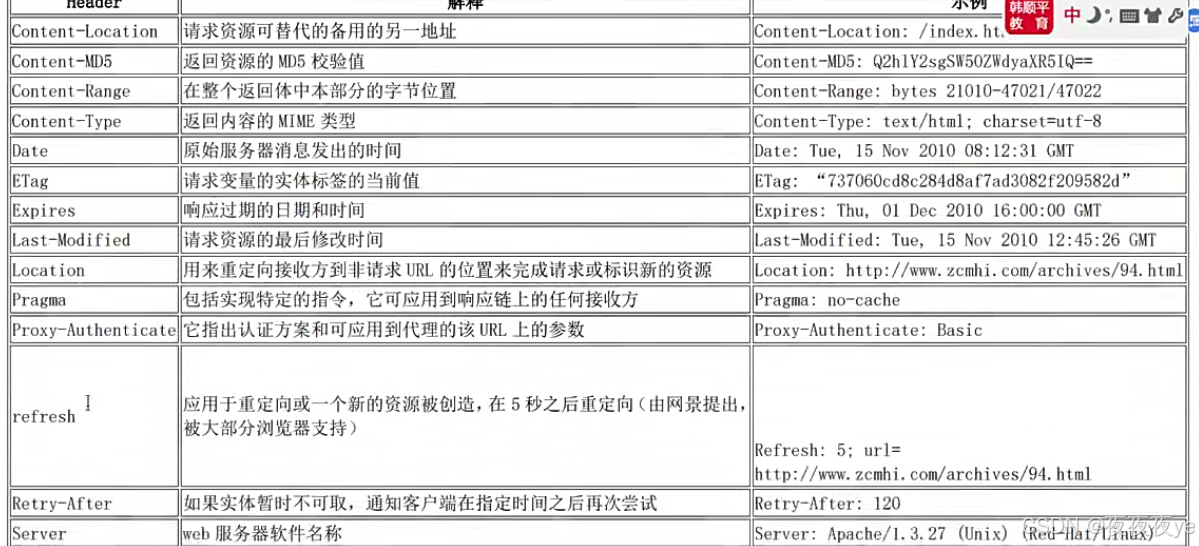 Header 解释 示例
韩顺平
教 育
中
Content-Location 请求资源可替代的备用的另一地址 Content-Location: /index.ht
Content-MD5 返回资源的 MD5 校验值 Content-MD5: Q2hlY2sgSW50ZWdyaXR5IQ==
Content-Range 在整个返回体中本部分的字节位置 Content-Range: bytes 21010-47021/47022
Content-Type 返回内容的 MIME 类型 Content-Type: text/html; charset=utf-8
Date 原始服务器消息发出的时间 Date: Tue, 15 Nov 2010 08:12:31 GMT
ETag 请求变量的实体标签的当前值 ETag: “737060cd8c284d8af7ad3082f209582d”
Expires 响应过期的日期和时间 Expires: Thu, 01 Dec 2010 16:00:00 GMT
Last-Modified 请求资源的最后修改时间 Last-Modified: Tue, 15 Nov 2010 12:45:26 GMT
Location 用来重定向接收方到非请求 URL 的位置来完成请求或标识新的资源 Location: http://www.zcmhi.com/archives/94.html
Pragma 包括实现特定的指令，它可应用到响应链上的任何接收方 Pragma: no-cache
Proxy-Authenticate 它指出认证方案和可应用到代理的该 URL 上的参数 Proxy-Authenticate: Basic
refresh
应用于重定向或一个新的资源被创造，在 5 秒之后重定向（由网景提出，
被大部分浏览器支持）
Refresh: 5; url=
http://www.zcmhi.com/archives/94.html
Retry-After 如果实体暂时不可取，通知客户端在指定时间之后再次尝试 Retry-After: 120
Server web 服务器软件名称 Server: Apache/1.3.27 (Unix) (Red-Hat/Linux)
CSDN @夜夜夜ye